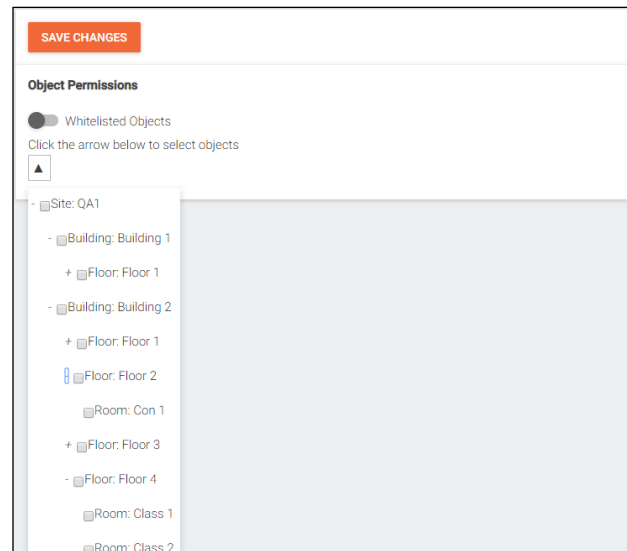 SAVE CHANGES
Object Permissions
Whitelisted Objects
Click the arrow below to select objects
▲
- Site: QA1
- Building: Building 1
+ Floor: Floor 1
- Building: Building 2
+ Floor: Floor 1
- Floor: Floor 2
Room: Con 1
+ Floor: Floor 3
- Floor: Floor 4
Room: Class 1
Room: Class 2